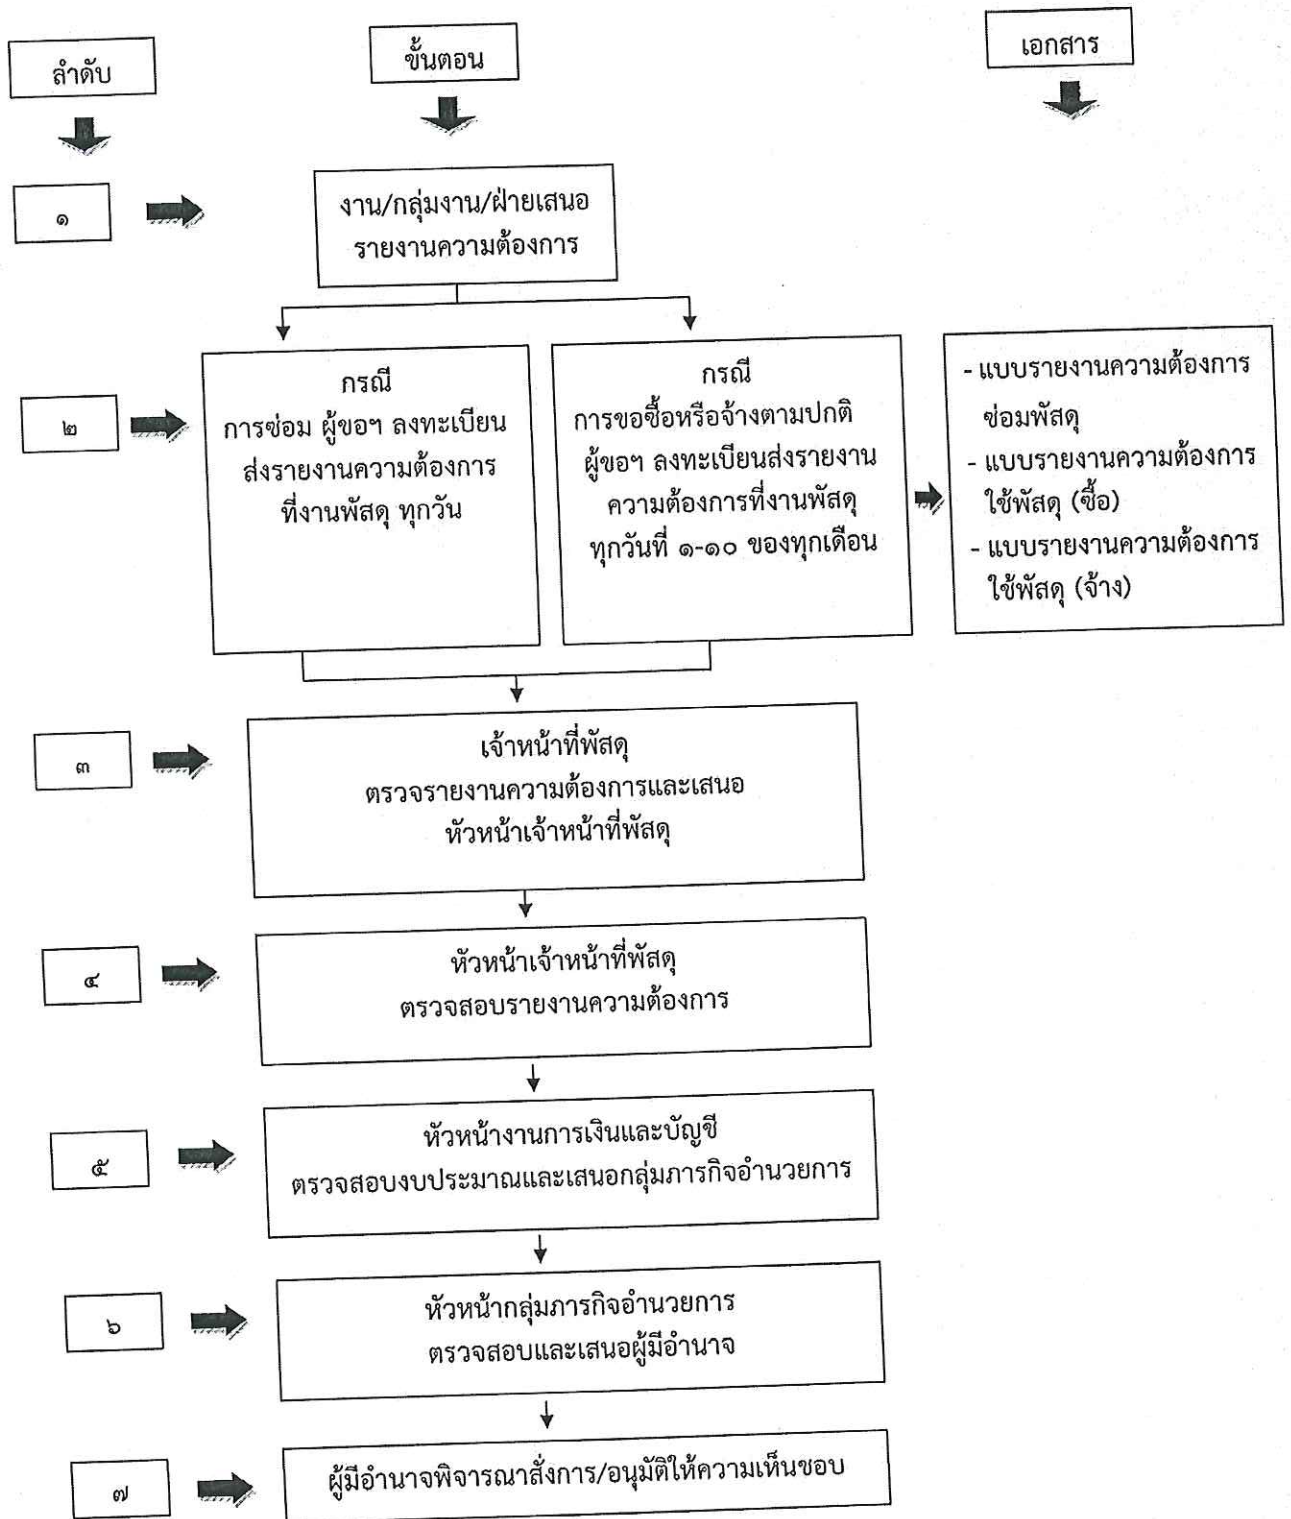 ลำดับ
ขั้นตอน
เอกสาร
๑
งาน/กลุ่มงาน/ฝ่ายเสนอ
รายงานความต้องการ
๒
กรณี
การซ่อม ผู้ขอฯ ลงทะเบียน
ส่งรายงานความต้องการ
ที่งานพัสดุ ทุกวัน
กรณี
การขอซื้อหรือจ้างตามปกติ
ผู้ขอฯ ลงทะเบียนส่งรายงาน
ความต้องการที่งานพัสดุ
ทุกวันที่ ๑-๑๐ ของทุกเดือน
- แบบรายงานความต้องการ
ซ่อมพัสดุ
- แบบรายงานความต้องการ
ใช้พัสดุ (ซื้อ)
- แบบรายงานความต้องการ
ใช้พัสดุ (จ้าง)
๓
เจ้าหน้าที่พัสดุ
ตรวจรายงานความต้องการและเสนอ
หัวหน้าเจ้าหน้าที่พัสดุ
๔
หัวหน้าเจ้าหน้าที่พัสดุ
ตรวจสอบรายงานความต้องการ
๕
หัวหน้างานการเงินและบัญชี
ตรวจสอบงบประมาณและเสนอกลุ่มภารกิจอำนวยการ
๖
หัวหน้ากลุ่มภารกิจอำนวยการ
ตรวจสอบและเสนอผู้มีอำนาจ
๗
ผู้มีอำนาจพิจารณาสั่งการ/อนุมัติให้ความเห็นชอบ